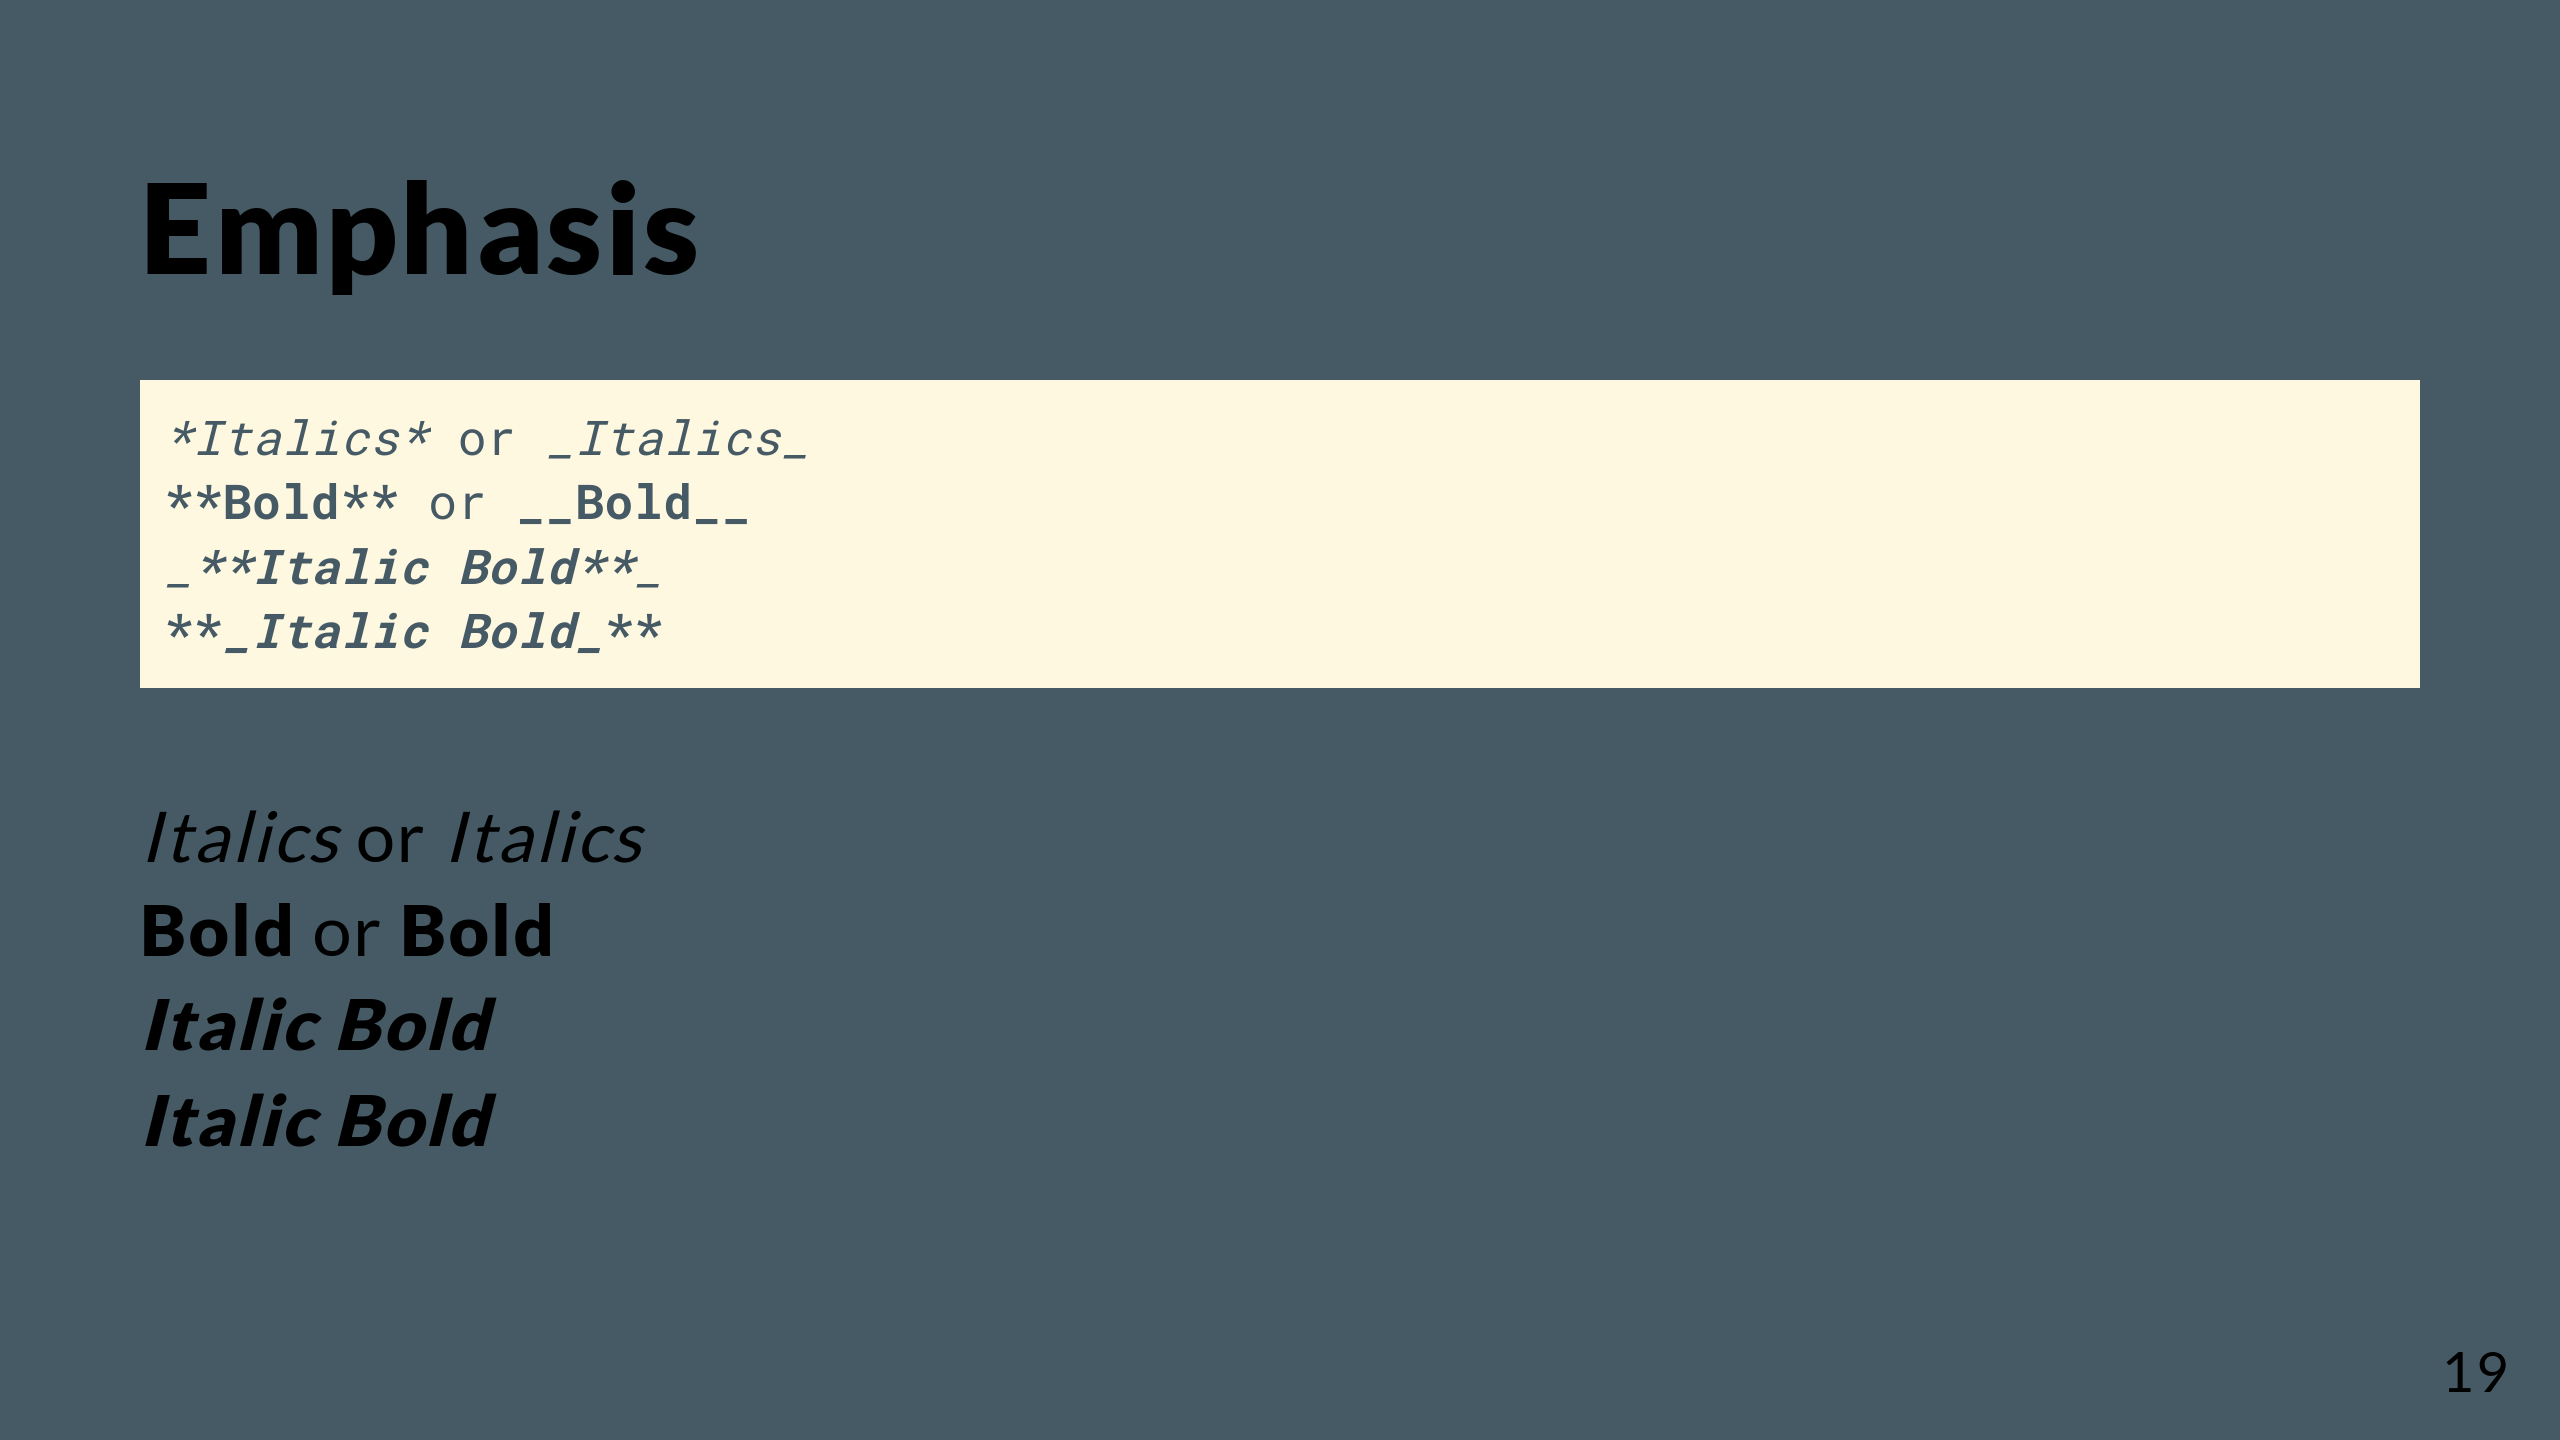 Emphasis
*Italics* or _Italics_
**Bold** or __Bold__
_**Italic Bold**_
**_Italic Bold_**
Italics or Italics
Bold or Bold
Italic Bold
Italic Bold
19